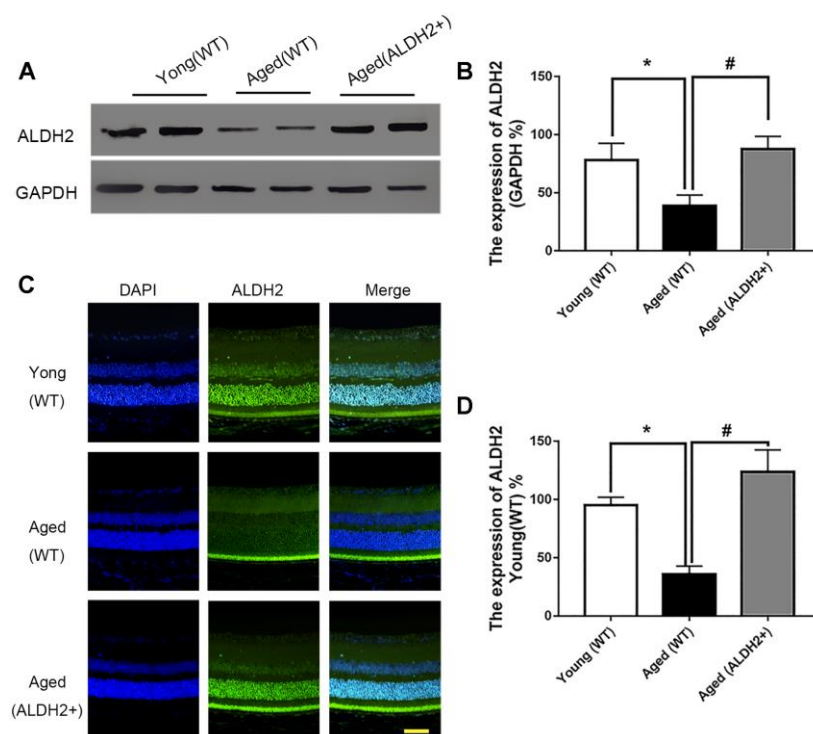 A
Yong(WT)
Aged(WT)
Aged(ALDH2+)
ALDH2
GAPDH
B
The expression of ALDH2
(GAPDH %)
150
100
50
0
Young (WT)
Aged (WT)
Aged (ALDH2+)
*
#
C
DAPI
ALDH2
Merge
Yong
(WT)
Aged
(WT)
Aged
(ALDH2+)
D
The expression of ALDH2
Young(WT) %
150
100
50
0
Young (WT)
Aged (WT)
Aged (ALDH2+)
*
#